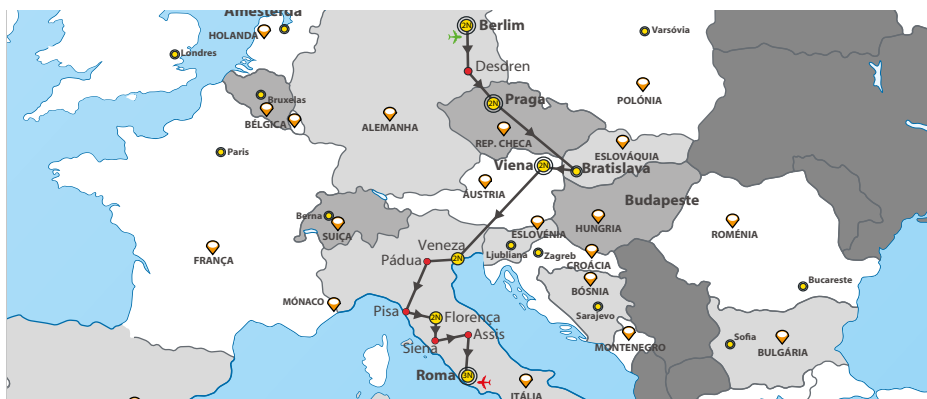 Amesterdã
HOLANDA
Londres
2N Berlim
Varsóvia
Desdren
2N Praga
POLÓNIA
Bruxelas
BÉLGICA
ALEMANHA
REP. CHECA
ESLOVÁQUIA
Paris
Viena 2N
Bratislava
ÁUSTRIA
Budapeste
Berna
SUIÇA
ESLOVÉNIA
HUNGRIA
ROMÉNIA
FRANÇA
Veneza
2N
Pádua
Ljubliana
Zagreb
CROÁCIA
BÓSNIA
Bucareste
MÓNACO
Pisa
2N Florença
Sarajevo
Assis
Siena
MONTENEGRO
Sofia
BULGÁRIA
Roma 3N
ITÁLIA